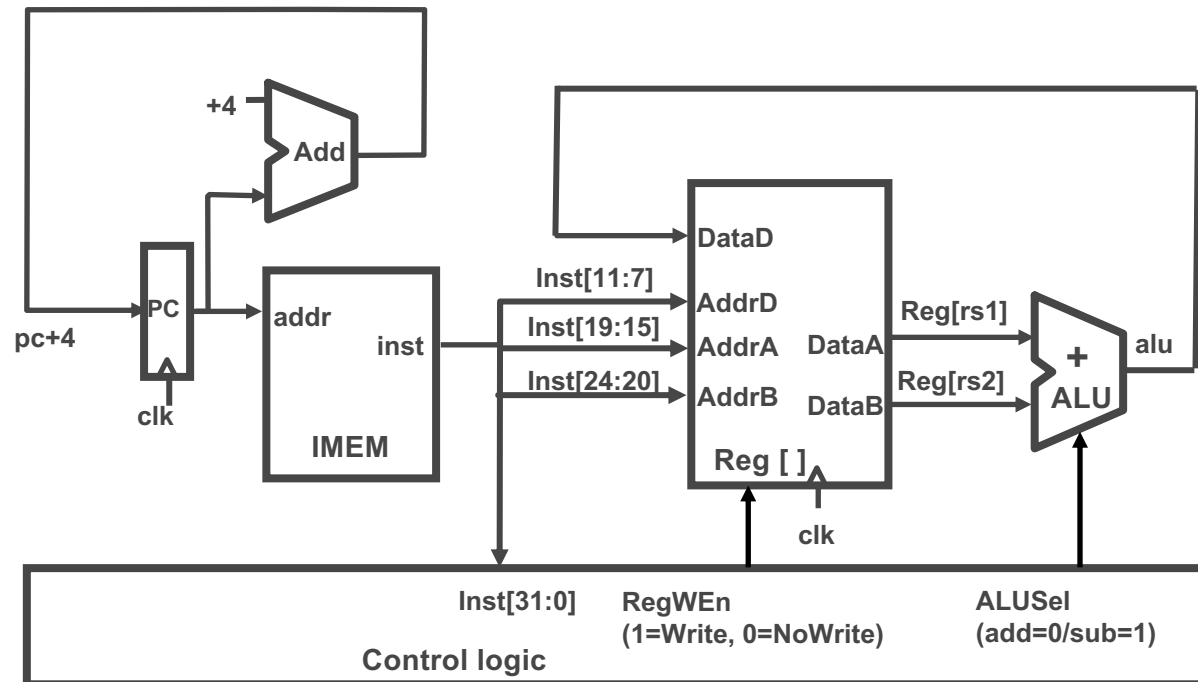 +4
Add
DataD
Inst[11:7]
PC
addr
AddrD
Reg[rs1]
pc+4
inst
Inst[19:15]
AddrA
DataA
+
alu
Inst[24:20]
AddrB
DataB
Reg[rs2]
ALU
clk
IMEM
Reg [ ]
clk
Inst[31:0]
RegWEn
ALUSel
(1=Write, 0=NoWrite)
(add=0/sub=1)
Control logic